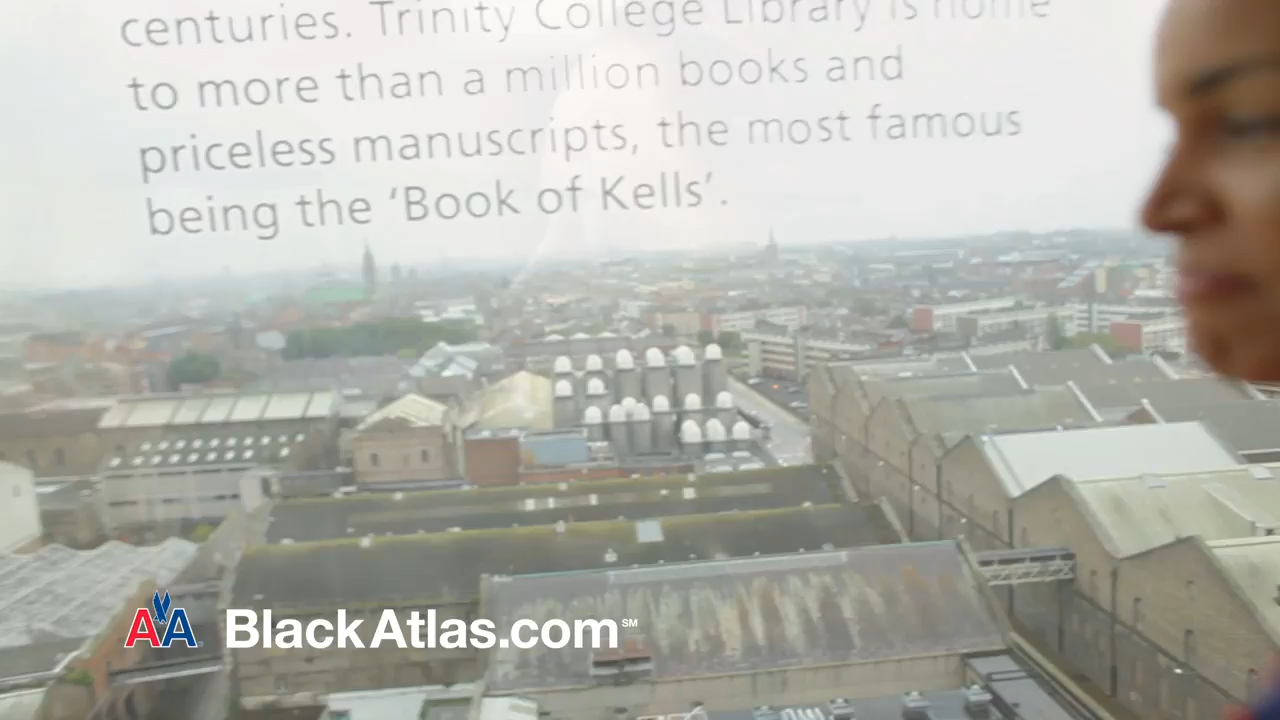 centuries. Trinity College Library is home
to more than a million books and
priceless manuscripts, the most famous
being the ‘Book of Kells’.
AA BlackAtlas.com℠